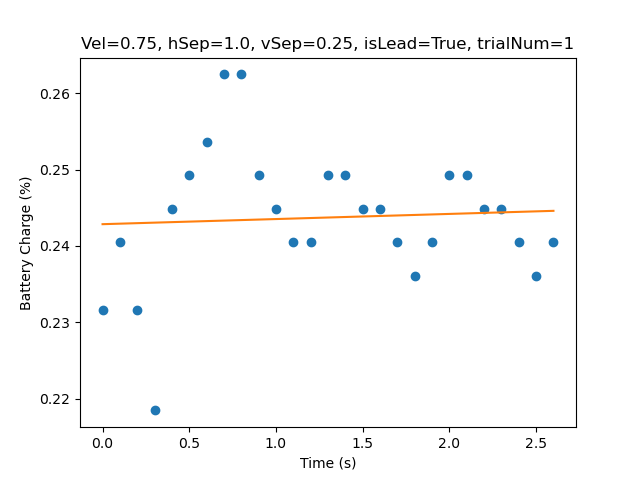 Vel=0.75, hSep=1.0, vSep=0.25, isLead=True, trialNum=1
Battery Charge (%)
0.26
0.25
0.24
0.23
0.22
0.0 0.5 1.0 1.5 2.0 2.5
Time (s)